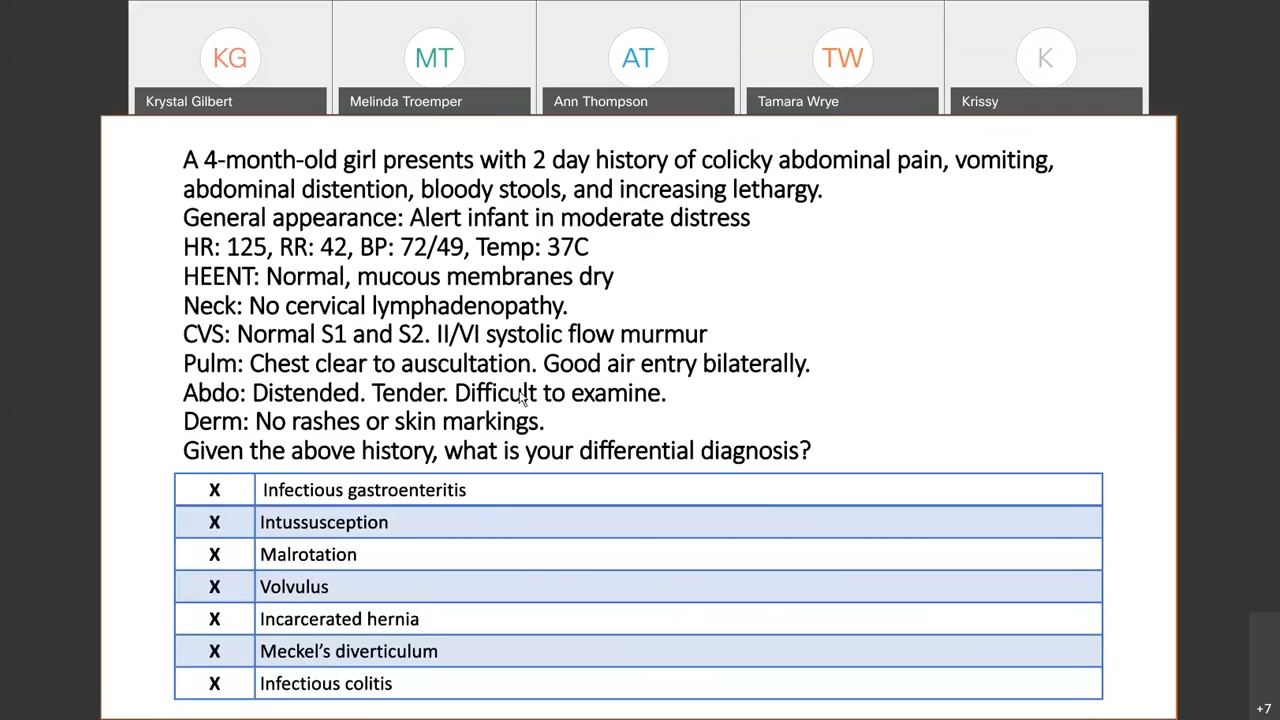 KG
MT
AT
TW
K
Krystal Gilbert
Melinda Troemper
Ann Thompson
Tamara Wrye
Krissy
A 4-month-old girl presents with 2 day history of colicky abdominal pain, vomiting,
abdominal distention, bloody stools, and increasing lethargy.
General appearance: Alert infant in moderate distress
HR: 125, RR: 42, BP: 72/49, Temp: 37C
HEENT: Normal, mucous membranes dry
Neck: No cervical lymphadenopathy.
CVS: Normal S1 and S2. II/VI systolic flow murmur
Pulm: Chest clear to auscultation. Good air entry bilaterally.
Abdo: Distended. Tender. Difficult to examine.
Derm: No rashes or skin markings.
Given the above history, what is your differential diagnosis?
X Infectious gastroenteritis
X Intussusception
X Malrotation
X Volvulus
X Incarcerated hernia
X Meckel's diverticulum
X Infectious colitis
+7